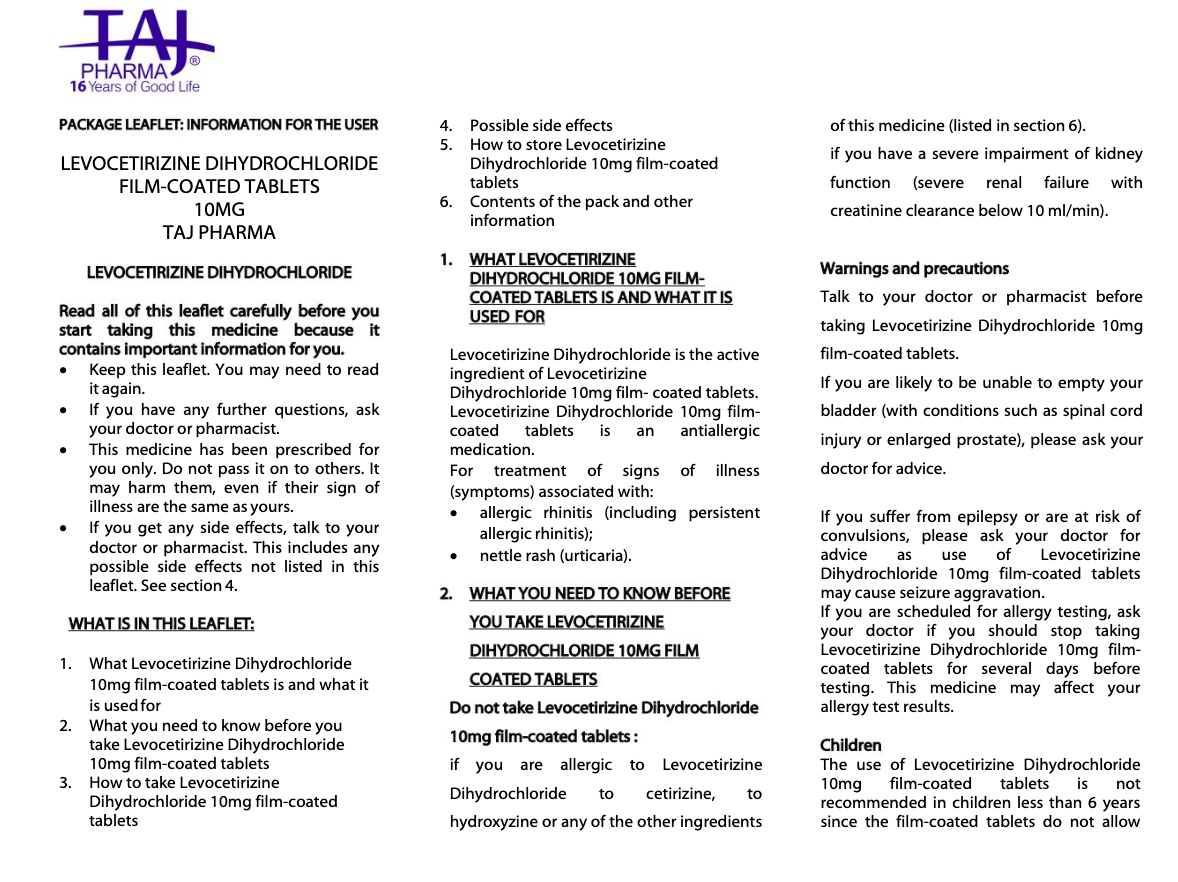 TAJ
PHARMA®
16 Years of Good Life
PACKAGE LEAFLET: INFORMATION FOR THE USER
LEVOCETIRIZINE DIHYDROCHLORIDE
FILM-COATED TABLETS
10MG
TAJ PHARMA
LEVOCETIRIZINE DIHYDROCHLORIDE
Read all of this leaflet carefully before you
start taking this medicine because it
contains important information for you.
• Keep this leaflet. You may need to read
it again.
• If you have any further questions, ask
your doctor or pharmacist.
• This medicine has been prescribed for
you only. Do not pass it on to others. It
may harm them, even if their sign of
illness are the same as yours.
• If you get any side effects, talk to your
doctor or pharmacist. This includes any
possible side effects not listed in this
leaflet. See section 4.
WHAT IS IN THIS LEAFLET:
1. What Levocetirizine Dihydrochloride
10mg film-coated tablets is and what it
is used for
2. What you need to know before you
take Levocetirizine Dihydrochloride
10mg film-coated tablets
3. How to take Levocetirizine
Dihydrochloride 10mg film-coated
tablets
4. Possible side effects
5. How to store Levocetirizine
Dihydrochloride 10mg film-coated
tablets
6. Contents of the pack and other
information
1. WHAT LEVOCETIRIZINE
DIHYDROCHLORIDE 10MG FILM-
COATED TABLETS IS AND WHAT IT IS
USED FOR
Levocetirizine Dihydrochloride is the active
ingredient of Levocetirizine
Dihydrochloride 10mg film- coated tablets.
Levocetirizine Dihydrochloride 10mg film-
coated tablets is an antiallergic
medication.
For treatment of signs of illness
(symptoms) associated with:
• allergic rhinitis (including persistent
allergic rhinitis);
• nettle rash (urticaria).
2. WHAT YOU NEED TO KNOW BEFORE
YOU TAKE LEVOCETIRIZINE
DIHYDROCHLORIDE 10MG FILM
COATED TABLETS
Do not take Levocetirizine Dihydrochloride
10mg film-coated tablets :
if you are allergic to Levocetirizine
Dihydrochloride to cetirizine, to
hydroxyzine or any of the other ingredients
of this medicine (listed in section 6).
if you have a severe impairment of kidney
function (severe renal failure with
creatinine clearance below 10 ml/min).
Warnings and precautions
Talk to your doctor or pharmacist before
taking Levocetirizine Dihydrochloride 10mg
film-coated tablets.
If you are likely to be unable to empty your
bladder (with conditions such as spinal cord
injury or enlarged prostate), please ask your
doctor for advice.
If you suffer from epilepsy or are at risk of
convulsions, please ask your doctor for
advice as use of Levocetirizine
Dihydrochloride 10mg film-coated tablets
may cause seizure aggravation.
If you are scheduled for allergy testing, ask
your doctor if you should stop taking
Levocetirizine Dihydrochloride 10mg film-
coated tablets for several days before
testing. This medicine may affect your
allergy test results.
Children
The use of Levocetirizine Dihydrochloride
10mg film-coated tablets is not
recommended in children less than 6 years
since the film-coated tablets do not allow